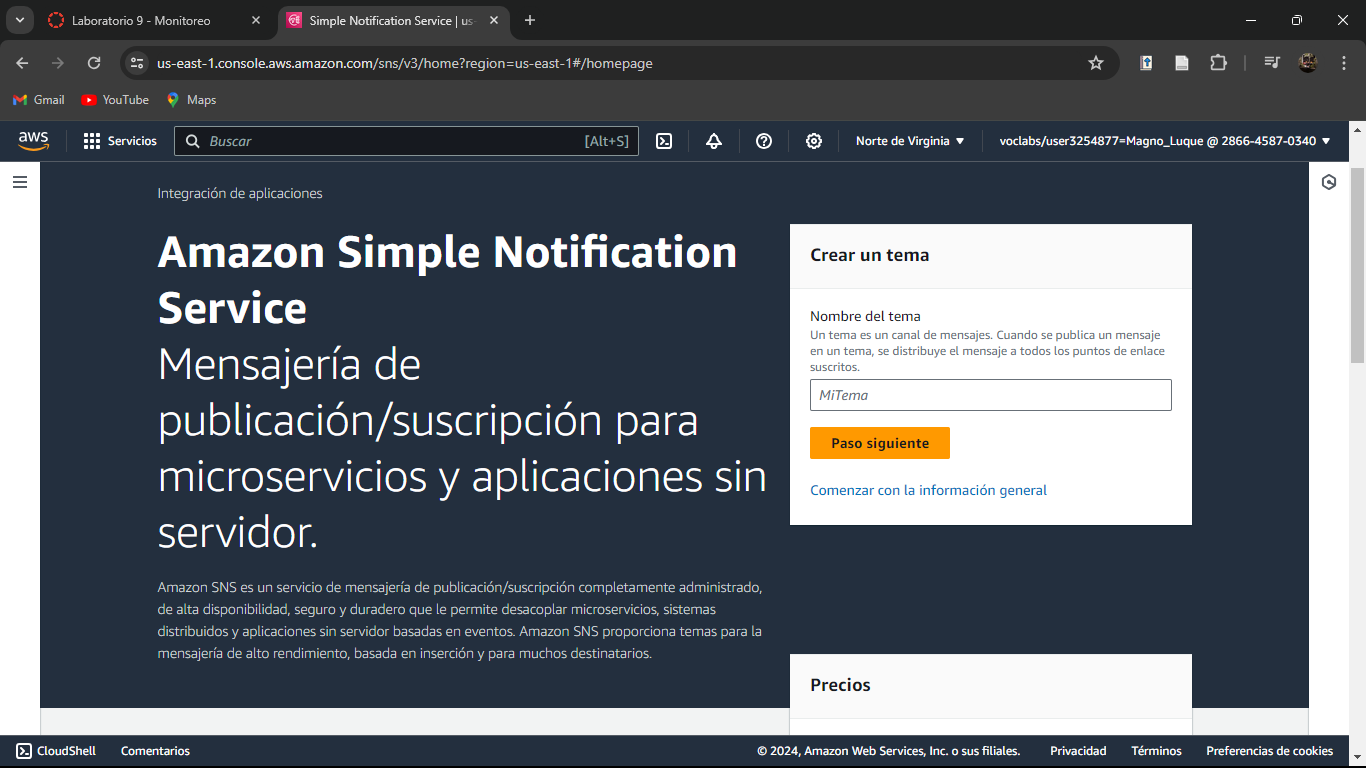 Laboratorio 9 - Monitoreo
Simple Notification Service | us-
us-east-1.console.aws.amazon.com/sns/v3/home?region=us-east-1#/homepage
Gmail
YouTube
Maps
aws
Servicios
Buscar
[Alt+S]
Norte de Virginia
voclabs/user3254877=Magno_Luque @ 2866-4587-0340
Integración de aplicaciones
Amazon Simple Notification
Service
Mensajería de
publicación/suscripción para
microservicios y aplicaciones sin
servidor.
Amazon SNS es un servicio de mensajería de publicación/suscripción completamente administrado,
de alta disponibilidad, seguro y duradero que le permite desacoplar microservicios, sistemas
distribuidos y aplicaciones sin servidor basadas en eventos. Amazon SNS proporciona temas para la
mensajería de alto rendimiento, basada en inserción y para muchos destinatarios.
Crear un tema
Nombre del tema
Un tema es un canal de mensajes. Cuando se publica un mensaje
en un tema, se distribuye el mensaje a todos los puntos de enlace
suscritos.
MiTema
Paso siguiente
Comenzar con la información general
Precios
CloudShell
Comentarios
© 2024, Amazon Web Services, Inc. o sus filiales.
Privacidad
Términos
Preferencias de cookies